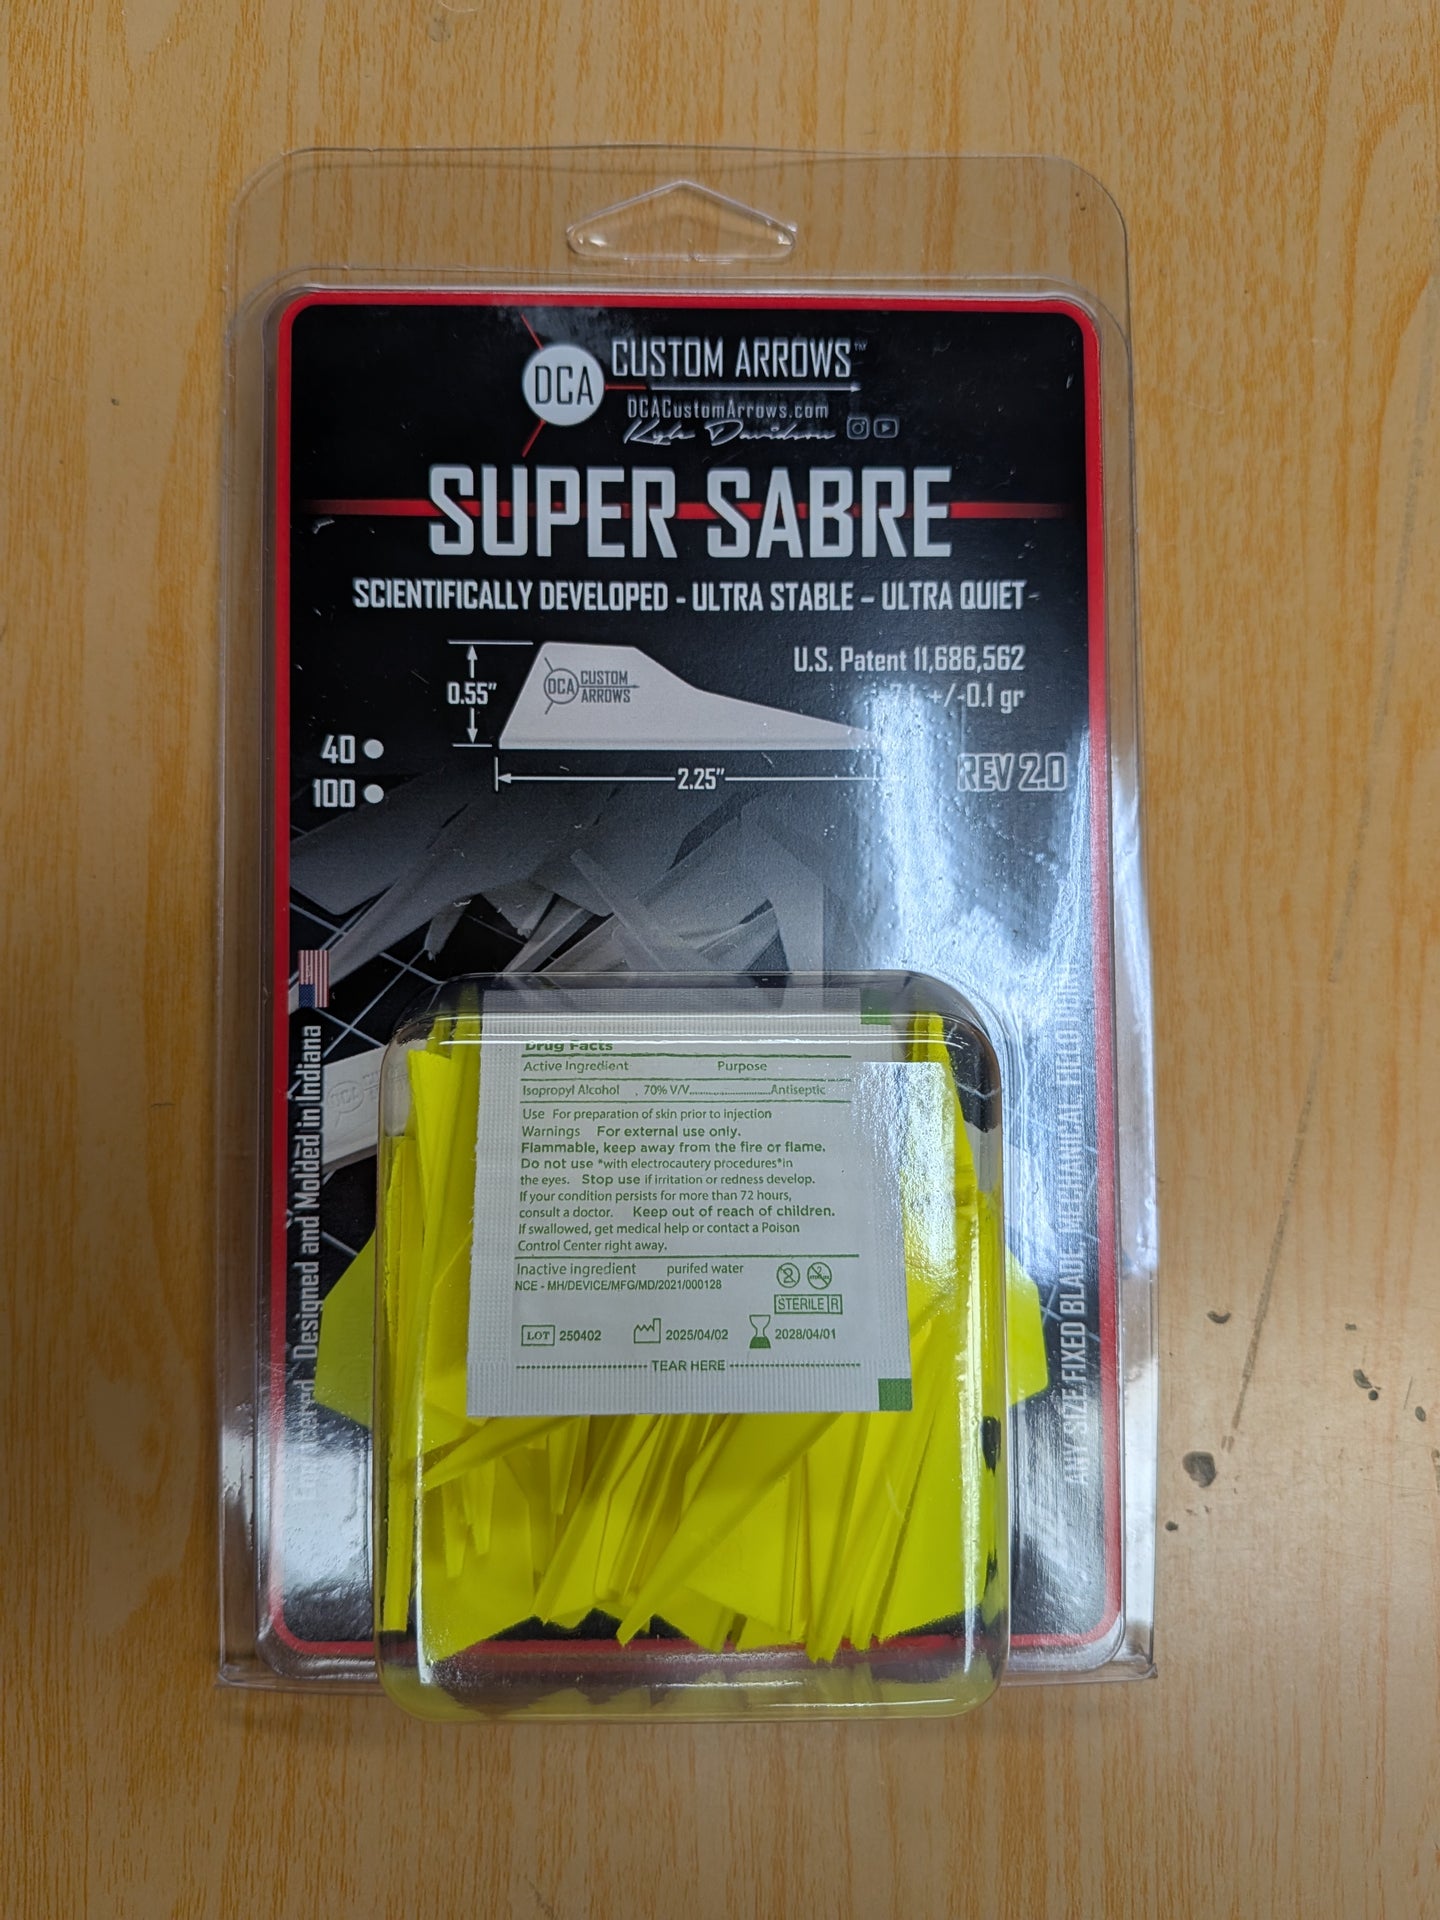 DCA
CUSTOM ARROWS™
DCACustomArrows.com
Kyle Davidson
SUPER SABRE
SCIENTIFICALLY DEVELOPED - ULTRA STABLE – ULTRA QUIET
U.S. Patent 11,686,562
+/-0.1 gr
DCA CUSTOM
ARROWS
0.55"
2.25"
REV 2.0
40
100
Designed and Molded in Indiana
ANY SIZE FIXED BLADE, MECHANICAL, FIELD POINT
Drug Facts
Active Ingredient Purpose
Isopropyl Alcohol , 70% V/V..............................Antiseptic
Use For preparation of skin prior to injection
Warnings For external use only.
Flammable, keep away from the fire or flame.
Do not use *with electrocautery procedures*in
the eyes. Stop use if irritation or redness develop.
If your condition persists for more than 72 hours,
consult a doctor. Keep out of reach of children.
If swallowed, get medical help or contact a Poison
Control Center right away.
Inactive ingredient purifed water
NCE - MH/DEVICE/MFG/MD/2021/000128
STERILE R
LOT 250402 2025/04/02 2028/04/01
TEAR HERE